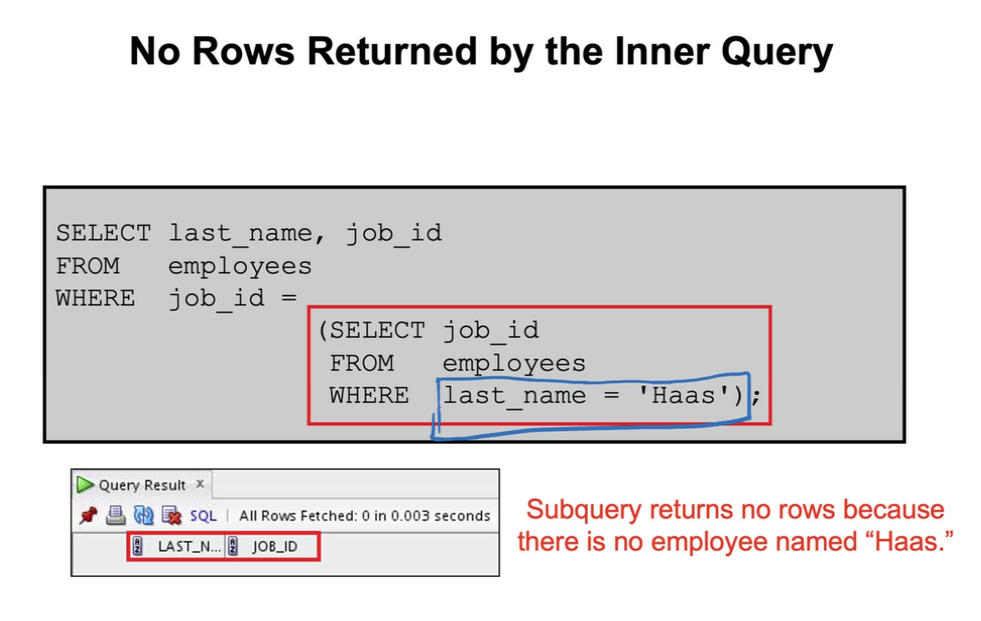 No Rows Returned by the Inner Query
SELECT last_name, job_id
FROM employees
WHERE job_id =
(SELECT job_id
FROM employees
WHERE last_name = 'Haas');
Query Result x
SQL | All Rows Fetched: 0 in 0.003 seconds
LAST_N... JOB_ID
Subquery returns no rows because
there is no employee named “Haas.”